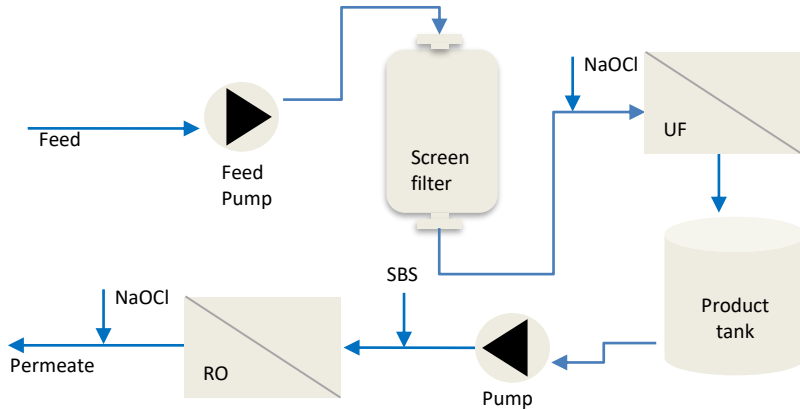 NaOCl
Feed
Feed
Pump
Screen
filter
UF
SBS
Product
tank
NaOCl
Permeate
RO
Pump